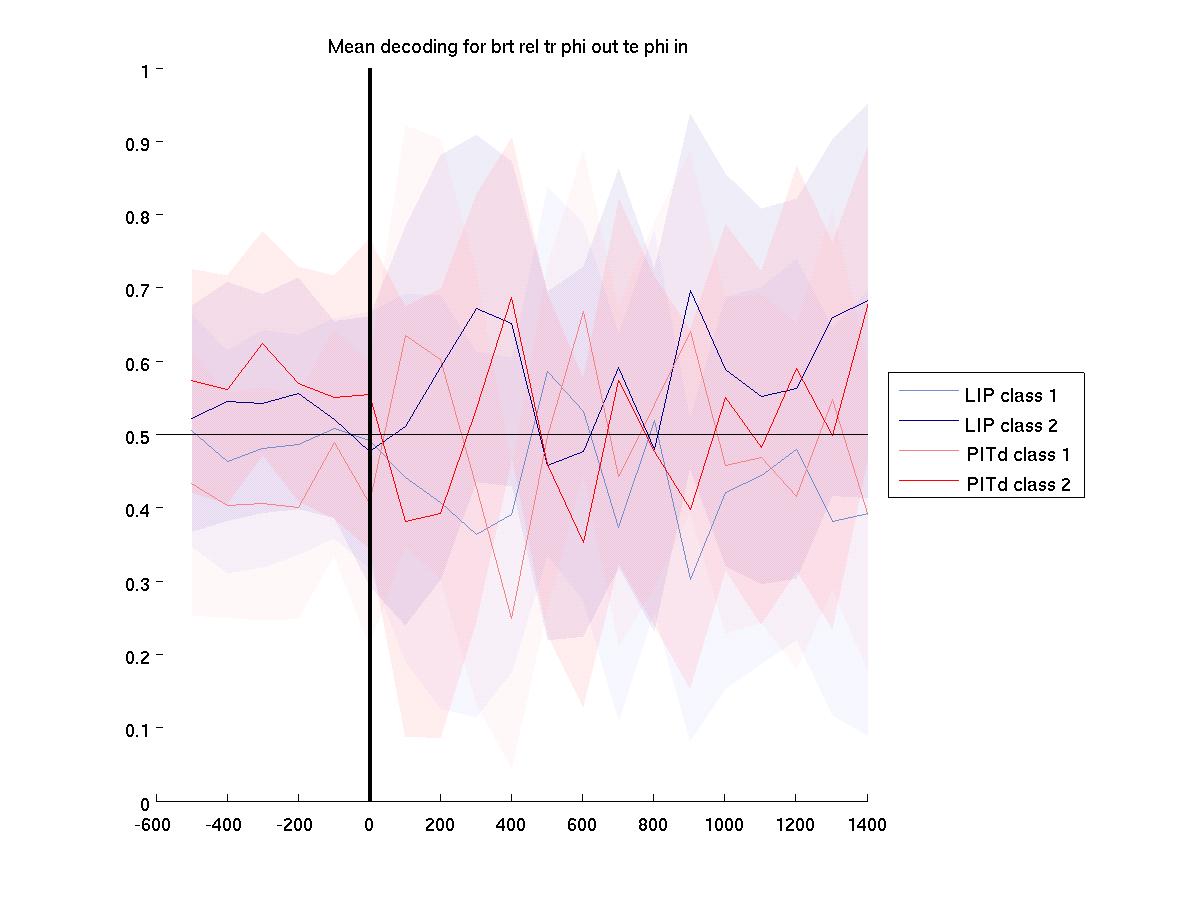 Mean decoding for brt rel tr phi out te phi in
1
0.9
0.8
0.7
0.6
0.5
0.4
0.3
0.2
0.1
0
-600 -400 -200 0 200 400 600 800 1000 1200 1400
LIP class 1
LIP class 2
PITd class 1
PITd class 2